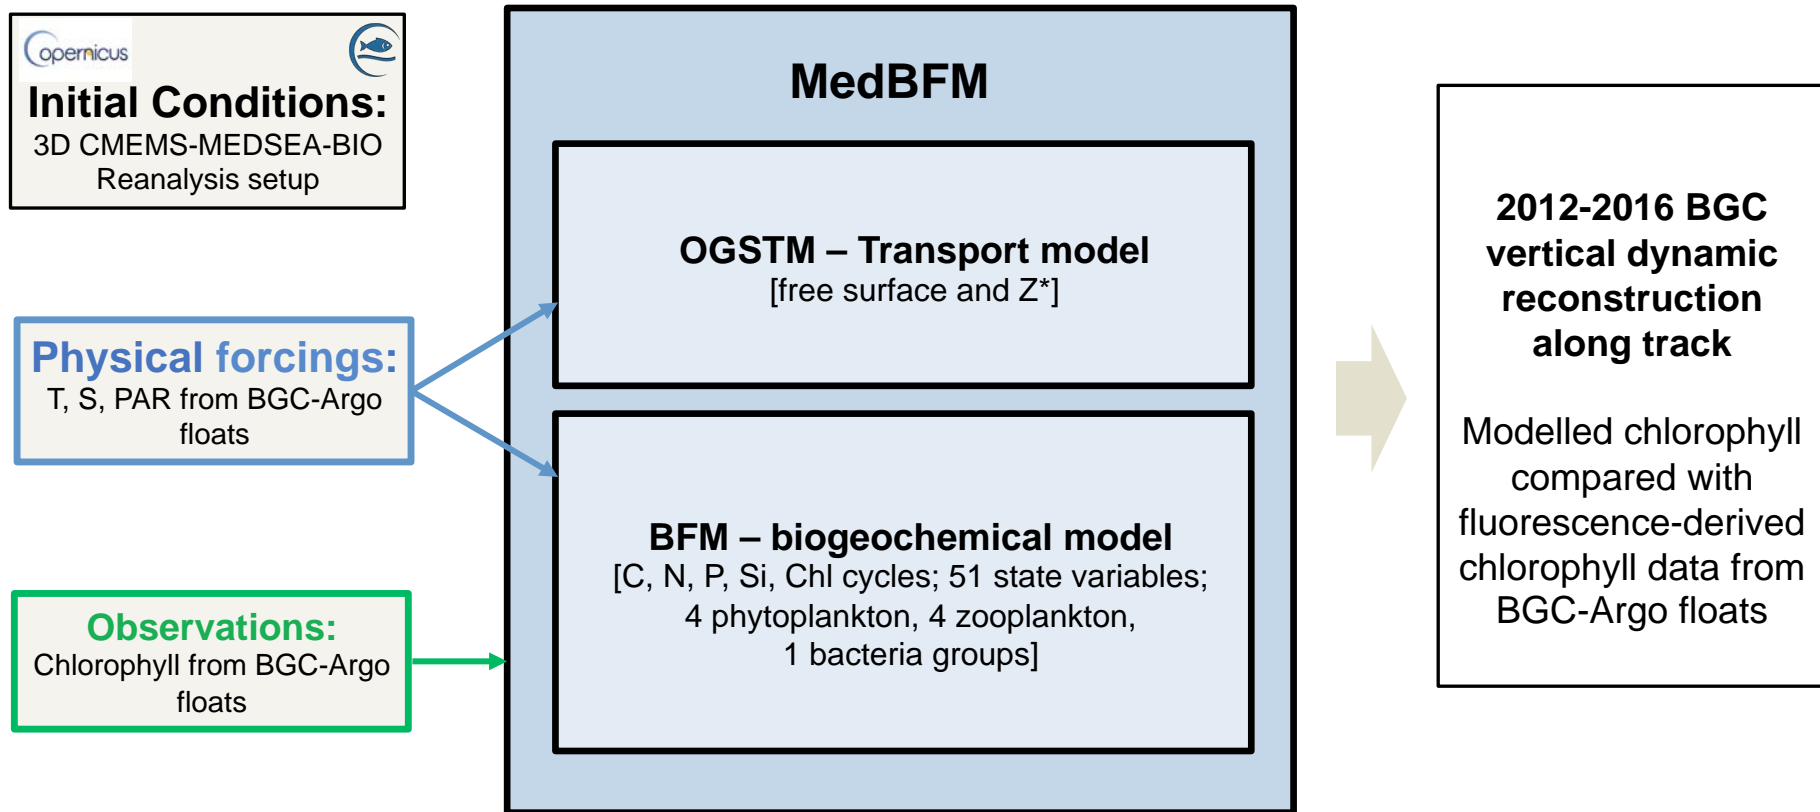 Copernicus
Initial Conditions:
3D CMEMS-MEDSEA-BIO
Reanalysis setup
Physical forcings:
T, S, PAR from BGC-Argo
floats
Observations:
Chlorophyll from BGC-Argo
floats
MedBFM
OGSTM – Transport model
[free surface and Z*]
BFM – biogeochemical model
[C, N, P, Si, Chl cycles; 51 state variables;
4 phytoplankton, 4 zooplankton,
1 bacteria groups]
2012-2016 BGC
vertical dynamic
reconstruction
along track
Modelled chlorophyll
compared with
fluorescence-derived
chlorophyll data from
BGC-Argo floats